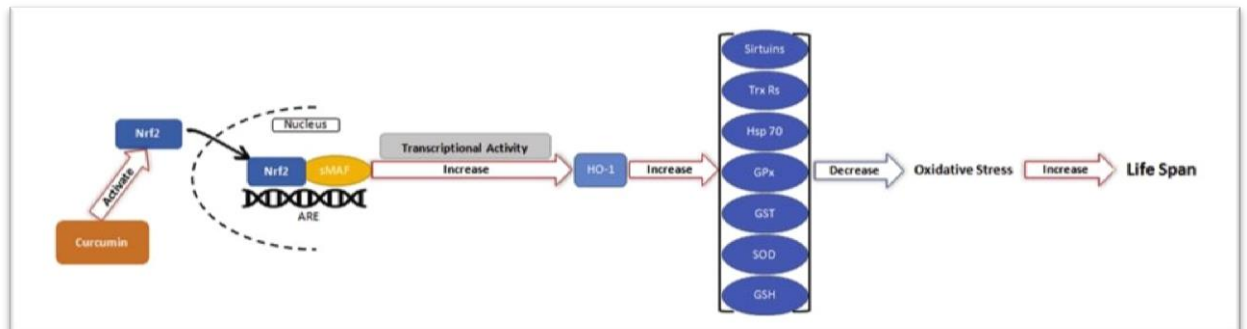 Curcumin
Activate
Nrf2
Nucleus
Nrf2
sMAF
ARE
Transcriptional Activity
Increase
HO-1
Increase
Sirtuins
Trx Rs
Hsp 70
GPx
GST
SOD
GSH
Decrease
Oxidative Stress
Increase
Life Span